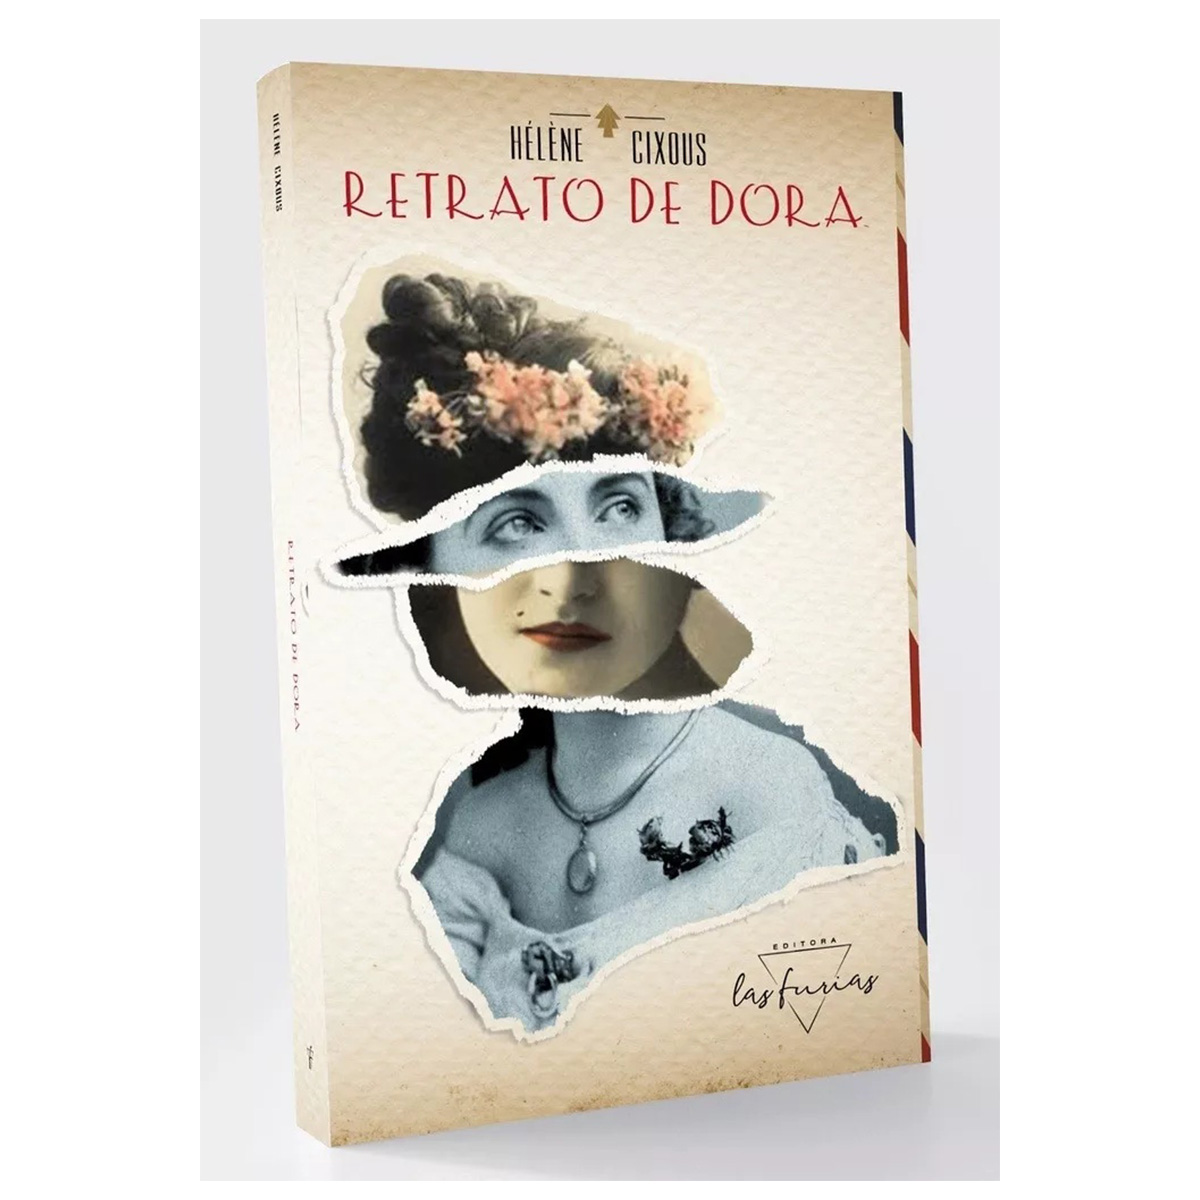 HÉLÈNE CIXOUS
RETRATO DE DORA
HÉLÈNE CIXOUS
RETRATO DE DORA
EDITORA
las furias